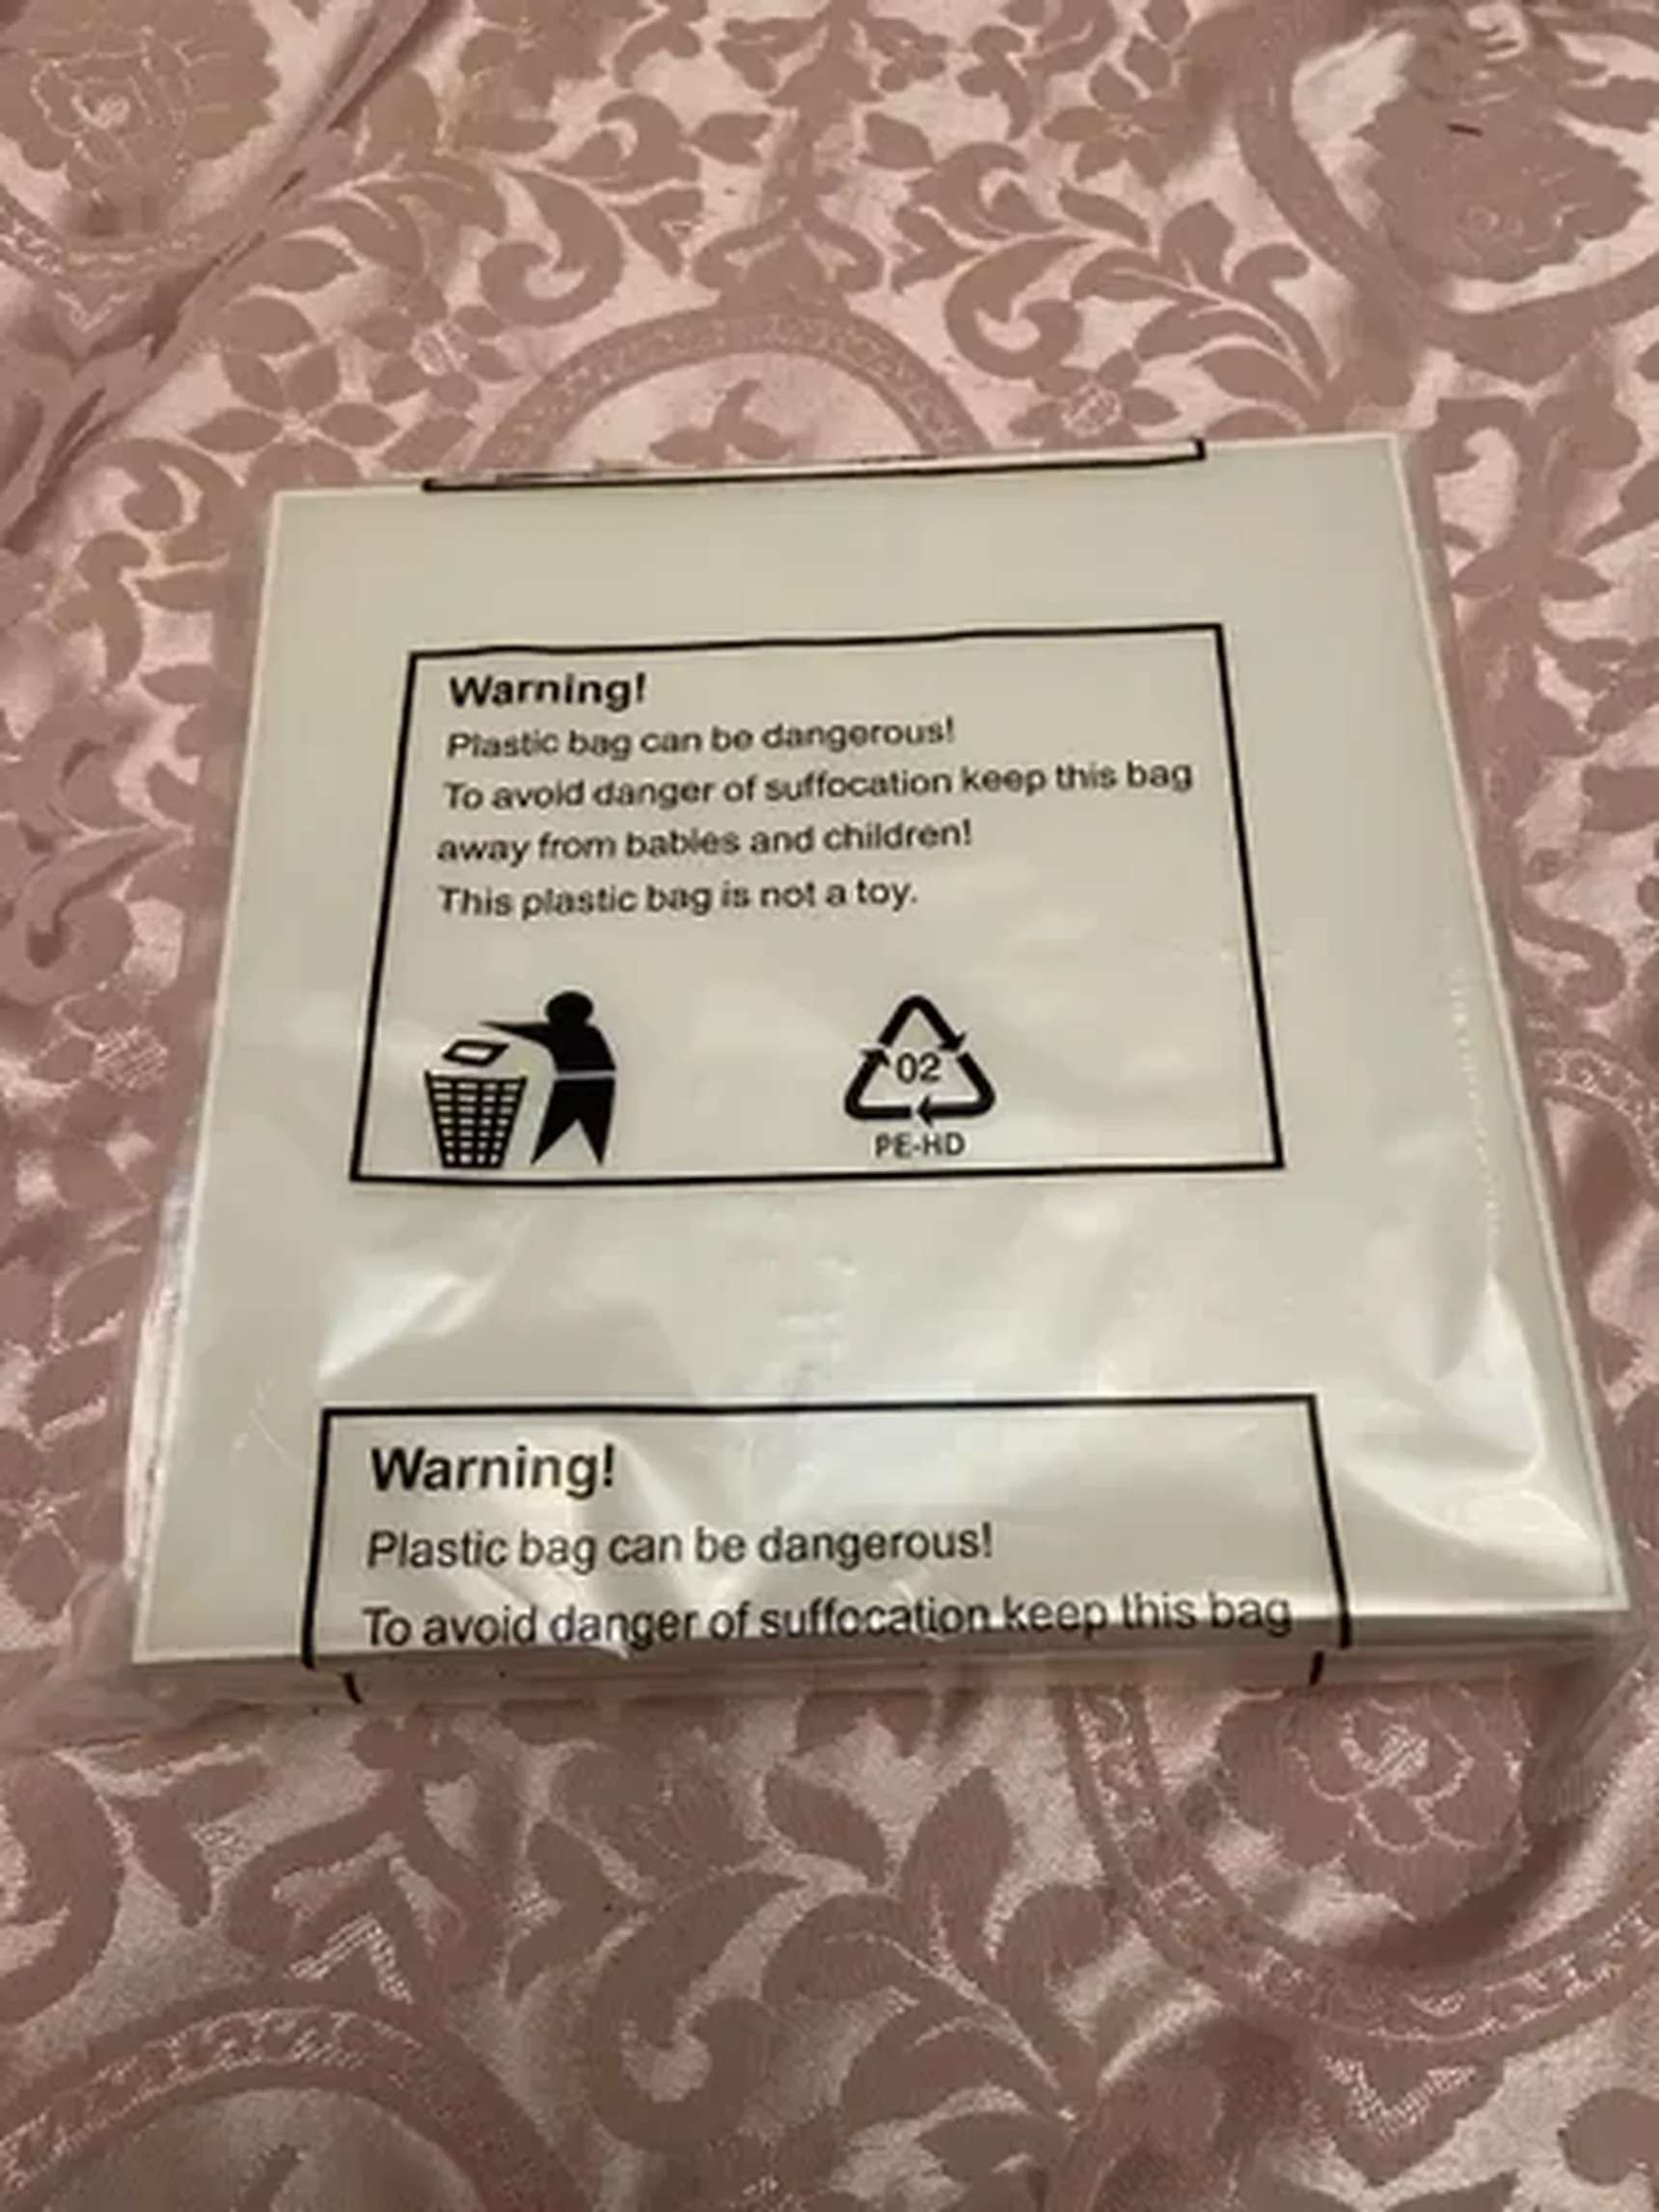 Warning!
Plastic bag can be dangerous!
To avoid danger of suffocation keep this bag
away from babies and children!
This plastic bag is not a toy.
02
PE-HD
Warning!
Plastic bag can be dangerous!
To avoid danger of suffocation keep this bag